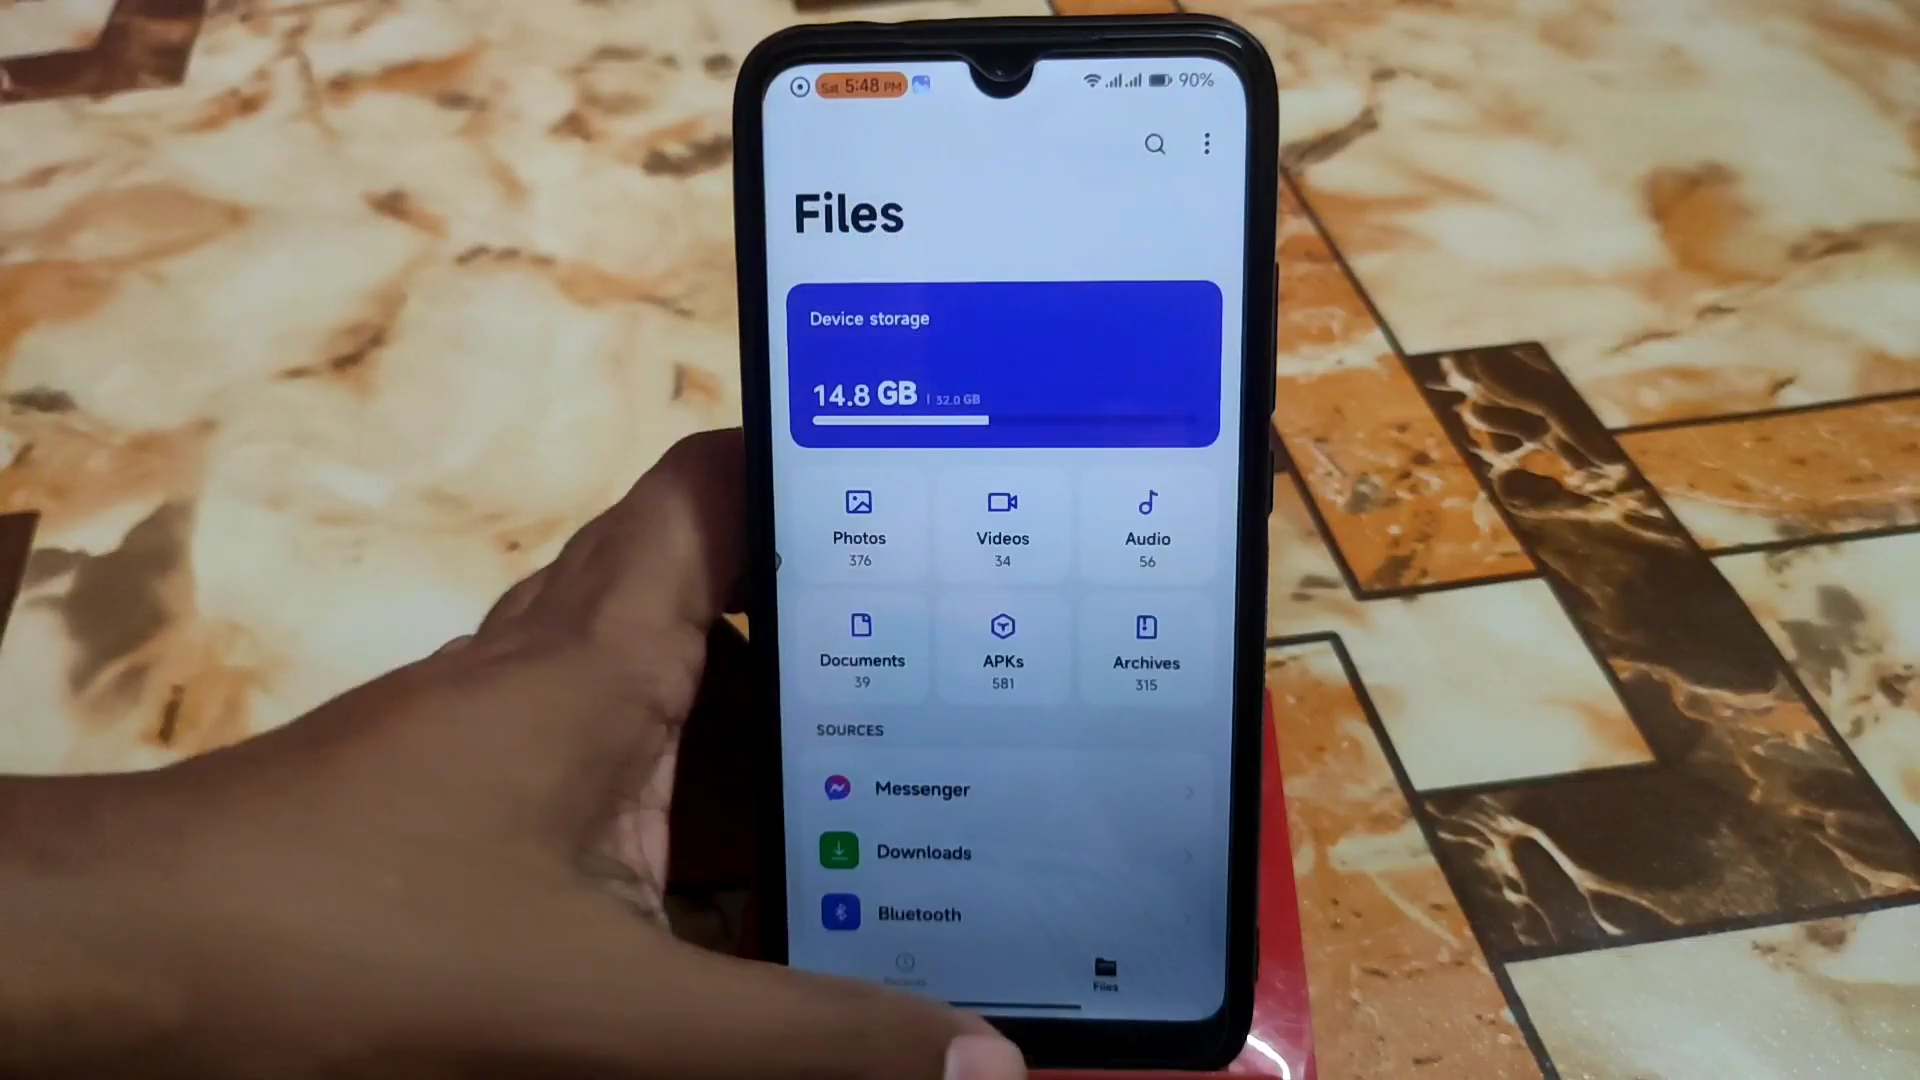 Sat 5:48 PM 90%
Files
Device storage
14.8 GB | 32.0 GB
Photos Videos Audio
376 34 56
Documents APKs Archives
39 581 315
SOURCES
Messenger
Downloads
Bluetooth
Files